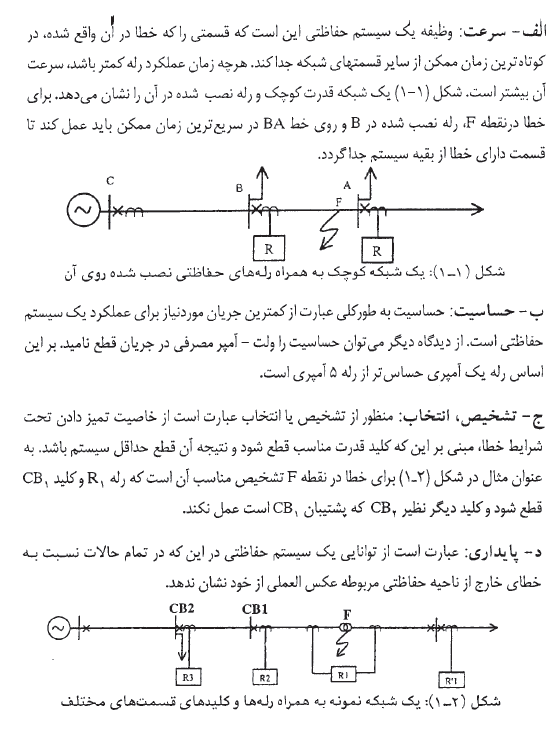 الف- سرعت: وظیفه یک سیستم حفاظتی این است که قسمتی را که خطا در آن واقع شده، در
کوتاه‌ترین زمان ممکن از سایر قسمتهای شبکه جدا کند. هرچه زمان عملکرد رله کمتر باشد، سرعت
آن بیشتر است. شکل (۱-۱) یک شبکه قدرت کوچک و رله نصب شده در آن را نشان می‌دهد. برای
خطا درنقطه F، رله نصب شده در B و روی خط BA در سریع‌ترین زمان ممکن باید عمل کند تا
قسمت دارای خطا از بقیه سیستم جدا گردد.
C B F A
R R
شکل (۱-۱): یک شبکه کوچک به همراه رله‌های حفاظتی نصب شده روی آن
ب- حساسیت: حساسیت به طورکلی عبارت از کمترین جریان موردنیاز برای عملکرد یک سیستم
حفاظتی است. از دیدگاه دیگر می‌توان حساسیت را ولت - آمپر مصرفی در جریان قطع نامید. بر این
اساس رله یک آمپری حساس‌تر از رله ۵ آمپری است.
ج- تشخیص، انتخاب: منظور از تشخیص یا انتخاب عبارت است از خاصیت تمیز دادن تحت
شرایط خطا، مبنی بر این که کلید قدرت مناسب قطع شود و نتیجه آن قطع حداقل سیستم باشد. به
عنوان مثال در شکل (۱-۲) برای خطا در نقطه F تشخیص مناسب آن است که رله R۱ و کلید CB۱
قطع شود و کلید دیگر نظیر CB۲ که پشتیبان CB۱ است عمل نکند.
د- پایداری: عبارت است از توانایی یک سیستم حفاظتی در این که در تمام حالات نسبت به
خطای خارج از ناحیه حفاظتی مربوطه عکس العملی از خود نشان ندهد.
CB2 CB1 F
R3 R2 R1 R'1
شکل (۱-۲): یک شبکه نمونه به همراه رله‌ها و کلیدهای قسمت‌های مختلف